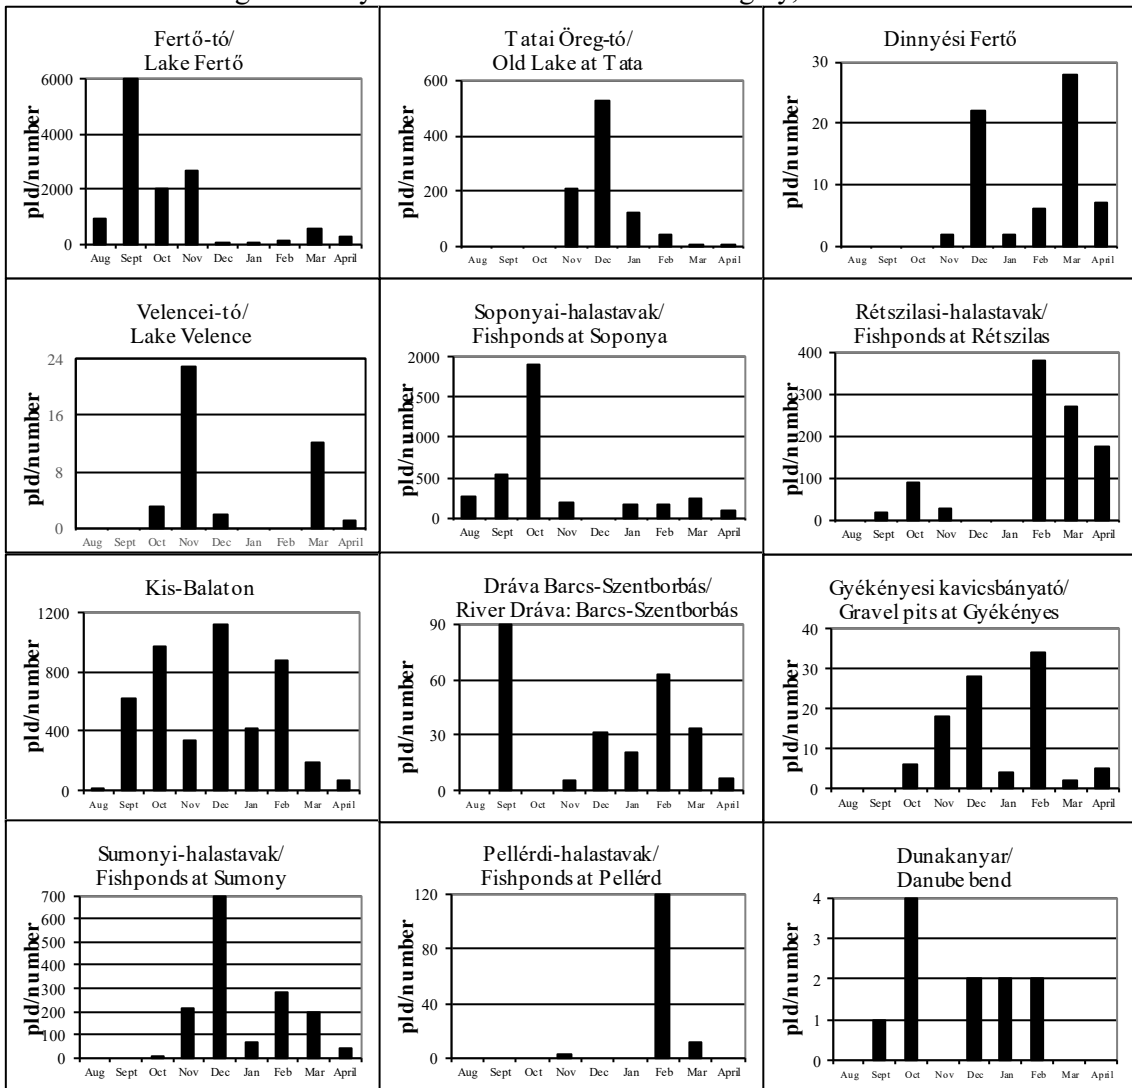 Fertő-tó/
Lake Fertő
pld/number
6000
4000
2000
0
Aug Sept Oct Nov Dec Jan Feb Mar April
Tatai Öreg-tó/
Old Lake at Tata
pld/number
600
400
200
0
Aug Sept Oct Nov Dec Jan Feb Mar April
Dinnyési Fertő
pld/number
30
20
10
0
Aug Sept Oct Nov Dec Jan Feb Mar April
Velencei-tó/
Lake Velence
pld/number
24
16
8
0
Aug Sept Oct Nov Dec Jan Feb Mar April
Soponyai-halastavak/
Fishponds at Soponya
pld/number
2000
1500
1000
500
0
Aug Sept Oct Nov Dec Jan Feb Mar April
Rétszilasi-halastavak/
Fishponds at Rétszilas
pld/number
400
300
200
100
0
Aug Sept Oct Nov Dec Jan Feb Mar April
Kis-Balaton
pld/number
1200
800
400
0
Aug Sept Oct Nov Dec Jan Feb Mar April
Dráva Barcs-Szentborbás/
River Dráva: Barcs-Szentborbás
pld/number
90
60
30
0
Aug Sept Oct Nov Dec Jan Feb Mar April
Gyékényesi kavicsbányató/
Gravel pits at Gyékényes
pld/number
40
30
20
10
0
Aug Sept Oct Nov Dec Jan Feb Mar April
Sumonyi-halastavak/
Fishponds at Sumony
pld/number
700
600
500
400
300
200
100
0
Aug Sept Oct Nov Dec Jan Feb Mar April
Pellérdi-halastavak/
Fishponds at Pellérd
pld/number
120
80
40
0
Aug Sept Oct Nov Dec Jan Feb Mar April
Dunakanyar/
Danube bend
pld/number
4
3
2
1
0
Aug Sept Oct Nov Dec Jan Feb Mar April